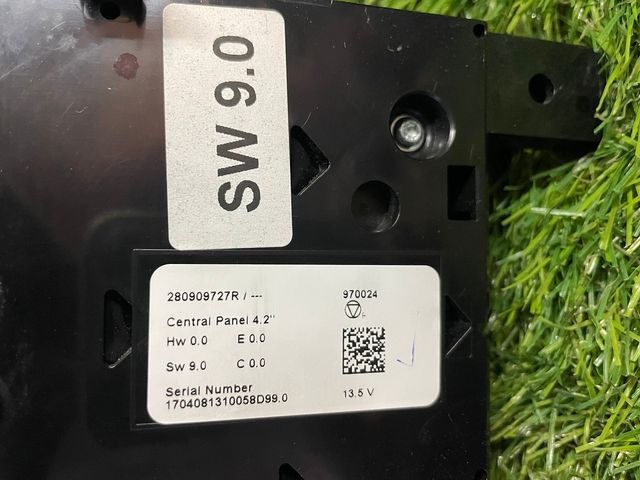 SW 9.0
280909727R / ---
970024
Central Panel 4.2"
Hw 0.0 E 0.0
Sw 9.0 C 0.0
Serial Number
1704081310058D99.0
13.5 V